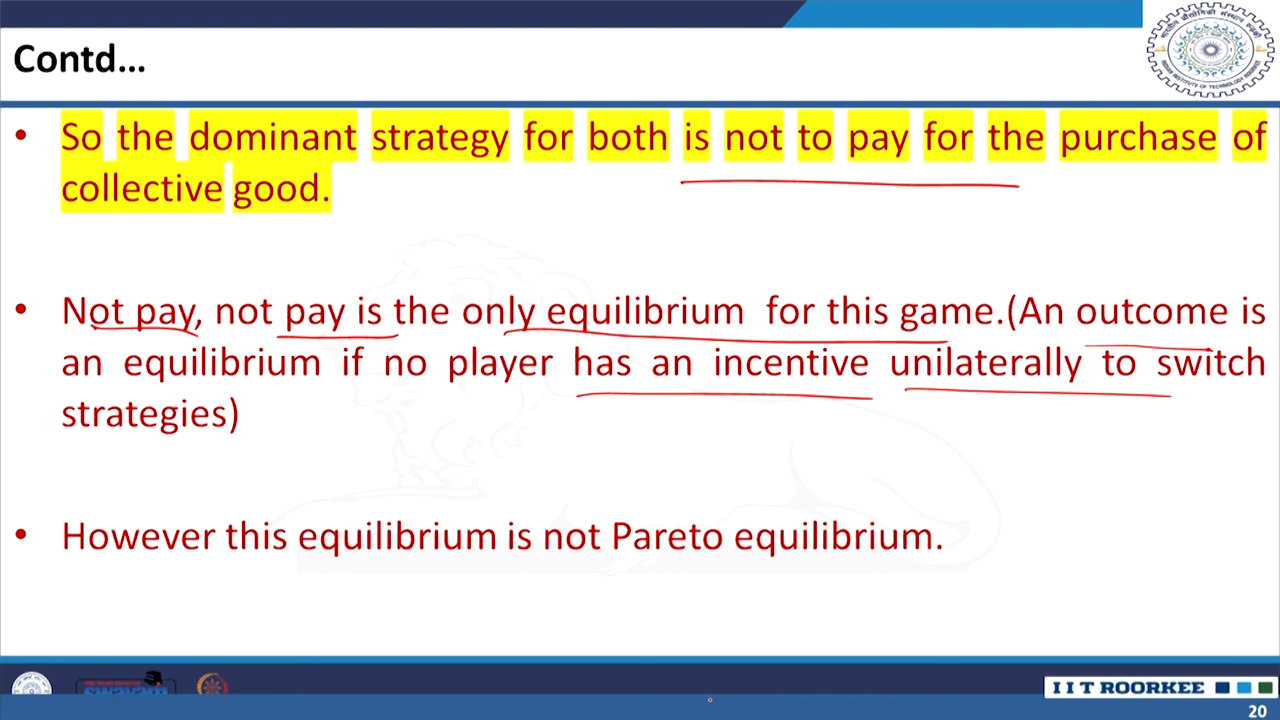 Contd...
• So the dominant strategy for both is not to pay for the purchase of
collective good.
• Not pay, not pay is the only equilibrium for this game.(An outcome is
an equilibrium if no player has an incentive unilaterally to switch
strategies)
• However this equilibrium is not Pareto equilibrium.
swayam
IIT ROORKEE
20